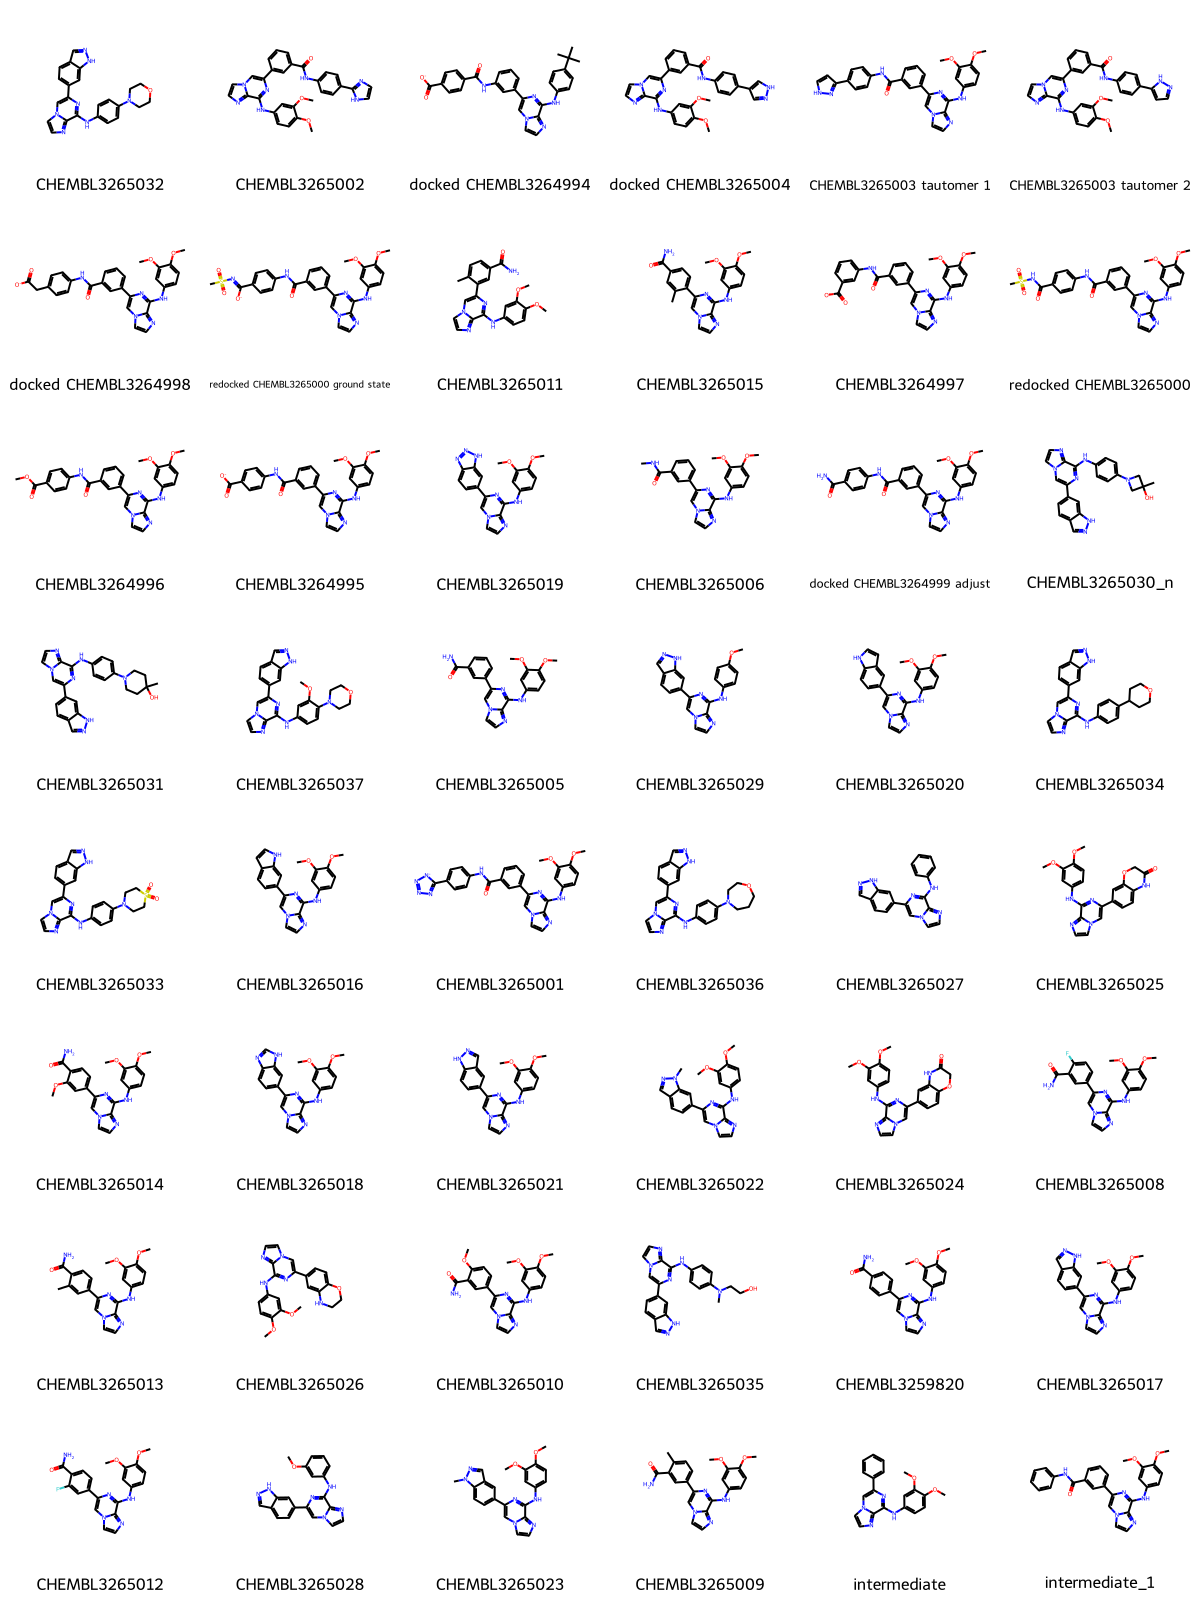 CHEMBL3265032 CHEMBL3265002 docked CHEMBL3264994 docked CHEMBL3265004 CHEMBL3265003 tautomer 1 CHEMBL3265003 tautomer 2
docked CHEMBL3264998 redocked CHEMBL3265000 ground state CHEMBL3265011 CHEMBL3265015 CHEMBL3264997 redocked CHEMBL3265000
CHEMBL3264996 CHEMBL3264995 CHEMBL3265019 CHEMBL3265006 docked CHEMBL3264999 adjust CHEMBL3265030_n
CHEMBL3265031 CHEMBL3265037 CHEMBL3265005 CHEMBL3265029 CHEMBL3265020 CHEMBL3265034
CHEMBL3265033 CHEMBL3265016 CHEMBL3265001 CHEMBL3265036 CHEMBL3265027 CHEMBL3265025
CHEMBL3265014 CHEMBL3265018 CHEMBL3265021 CHEMBL3265022 CHEMBL3265024 CHEMBL3265008
CHEMBL3265013 CHEMBL3265026 CHEMBL3265010 CHEMBL3265035 CHEMBL3259820 CHEMBL3265017
CHEMBL3265012 CHEMBL3265028 CHEMBL3265023 CHEMBL3265009 intermediate intermediate_1